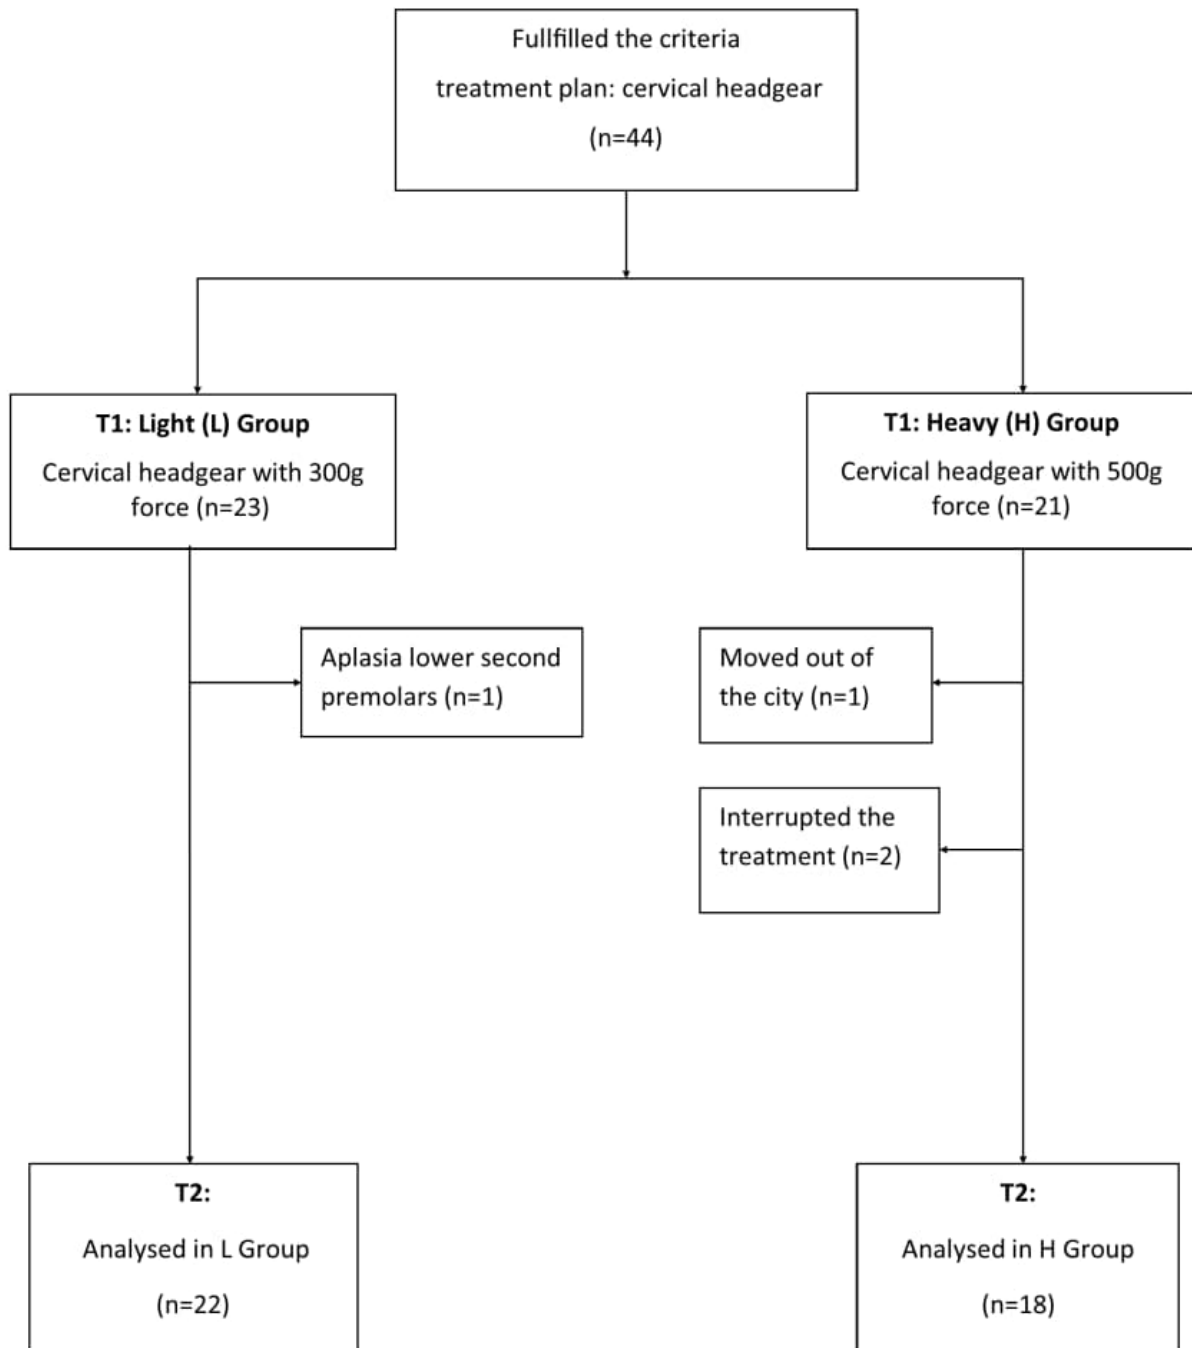 Fullfilled the criteria
treatment plan: cervical headgear
(n=44)
T1: Light (L) Group
Cervical headgear with 300g
force (n=23)
T1: Heavy (H) Group
Cervical headgear with 500g
force (n=21)
Aplasia lower second
premolars (n=1)
Moved out of
the city (n=1)
Interrupted the
treatment (n=2)
T2:
Analysed in L Group
(n=22)
T2:
Analysed in H Group
(n=18)